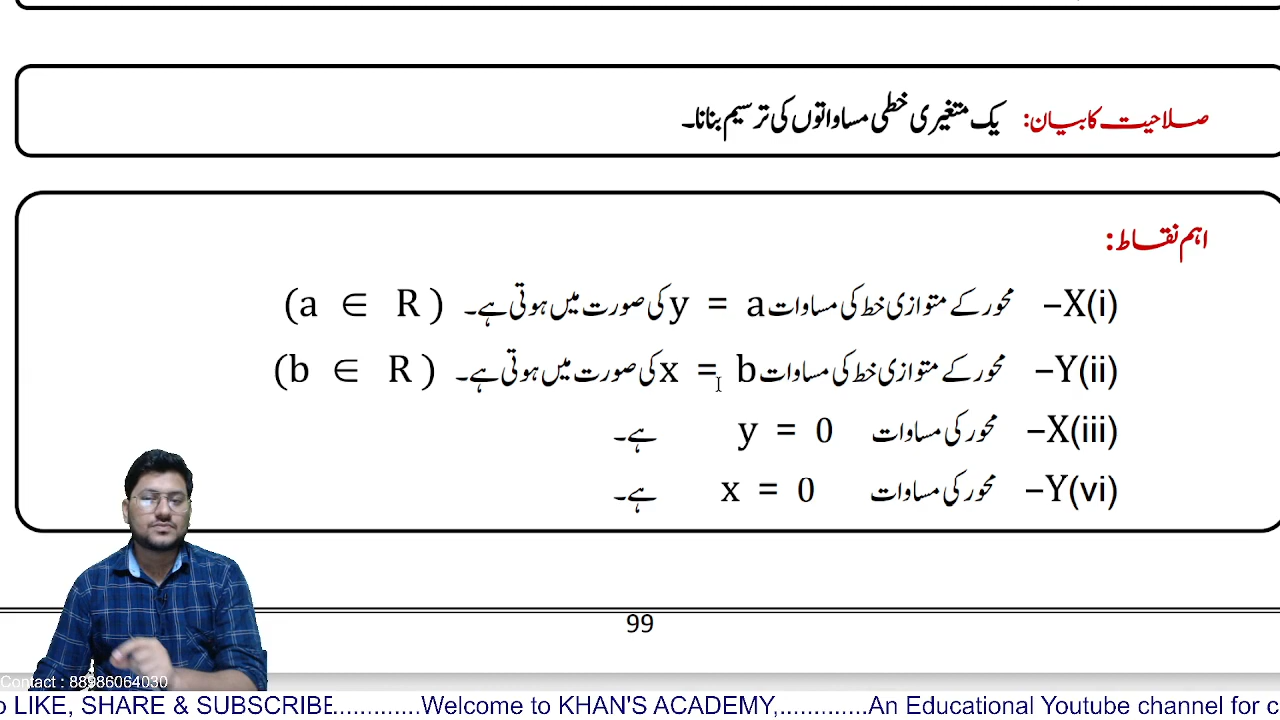 صلاحیت کا بیان: یک متغیری خطی مساواتوں کی ترسیم بنانا۔
اہم نقاط:
(i)X– محور کے متوازی خط کی مساوات y = a کی صورت میں ہوتی ہے۔ (a ∈ R)
(ii)Y– محور کے متوازی خط کی مساوات x = b کی صورت میں ہوتی ہے۔ (b ∈ R)
(iii)X– محور کی مساوات y = 0 ہے۔
(vi)Y– محور کی مساوات x = 0 ہے۔
99
Contact : 88986064030
o LIKE, SHARE & SUBSCRIBE.............Welcome to KHAN'S ACADEMY,.............An Educational Youtube channel for c